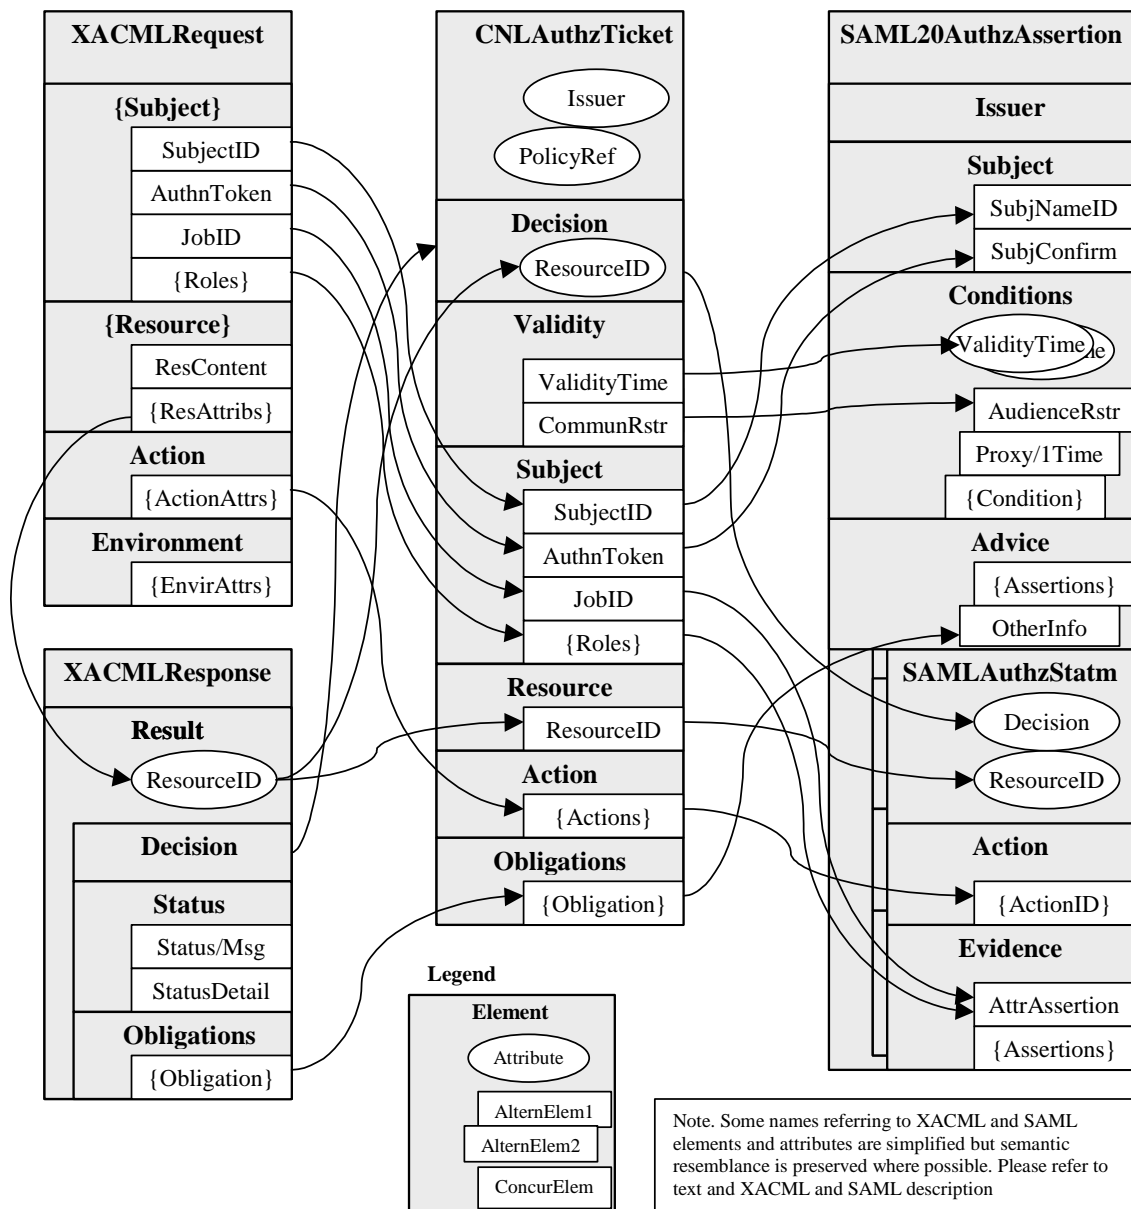 XACMLRequest
{Subject}
SubjectID
AuthnToken
JobID
{Roles}
{Resource}
ResContent
{ResAttribs}
Action
{ActionAttrs}
Environment
{EnvirAttrs}
XACMLResponse
Result
ResourceID
Decision
Status
Status/Msg
StatusDetail
Obligations
{Obligation}
CNLAuthzTicket
Issuer
PolicyRef
Decision
ResourceID
Validity
ValidityTime
CommunRstr
Subject
SubjectID
AuthnToken
JobID
{Roles}
Resource
ResourceID
Action
{Actions}
Obligations
{Obligation}
SAML20AuthzAssertion
Issuer
Subject
SubjNameID
SubjConfirm
Conditions
ValidityTime
AudienceRstr
Proxy/1Time
{Condition}
Advice
{Assertions}
OtherInfo
SAMLAuthzStatm
Decision
ResourceID
Action
{ActionID}
Evidence
AttrAssertion
{Assertions}
Legend
Element
Attribute
AlternElem1
AlternElem2
ConcurElem
Note. Some names referring to XACML and SAML
elements and attributes are simplified but semantic
resemblance is preserved where possible. Please refer to
text and XACML and SAML description